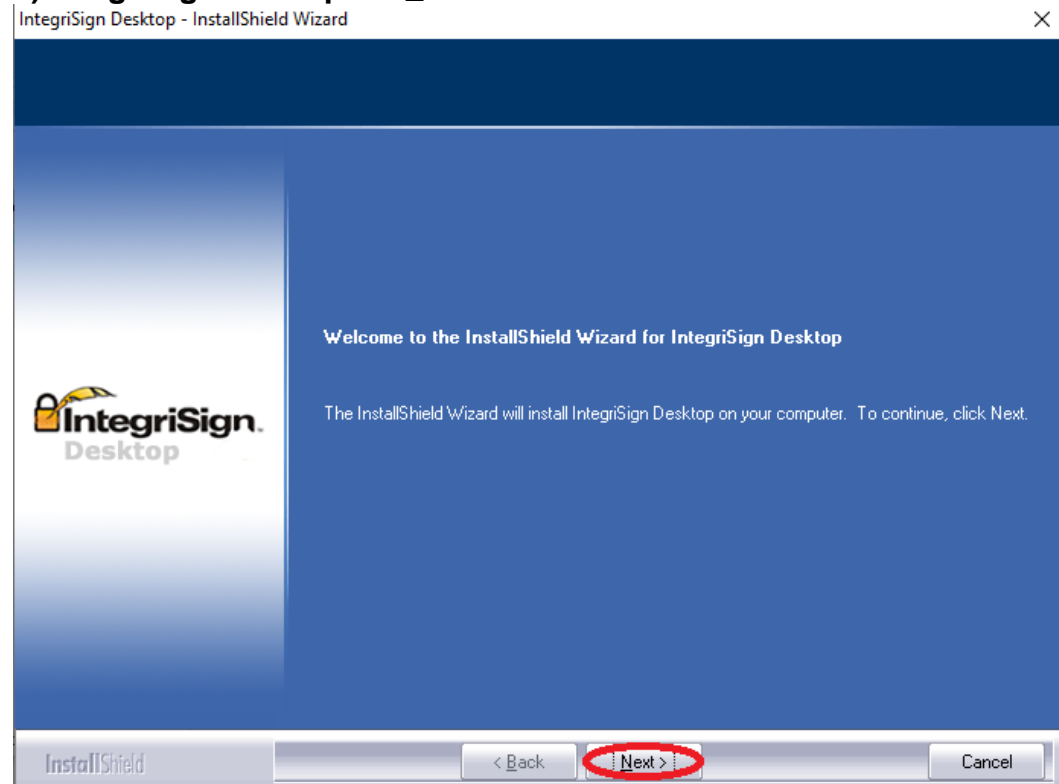 IntegriSign Desktop - InstallShield Wizard
Welcome to the InstallShield Wizard for IntegriSign Desktop
IntegriSign.
Desktop
The InstallShield Wizard will install IntegriSign Desktop on your computer. To continue, click Next.
InstallShield
< Back
Next >
Cancel